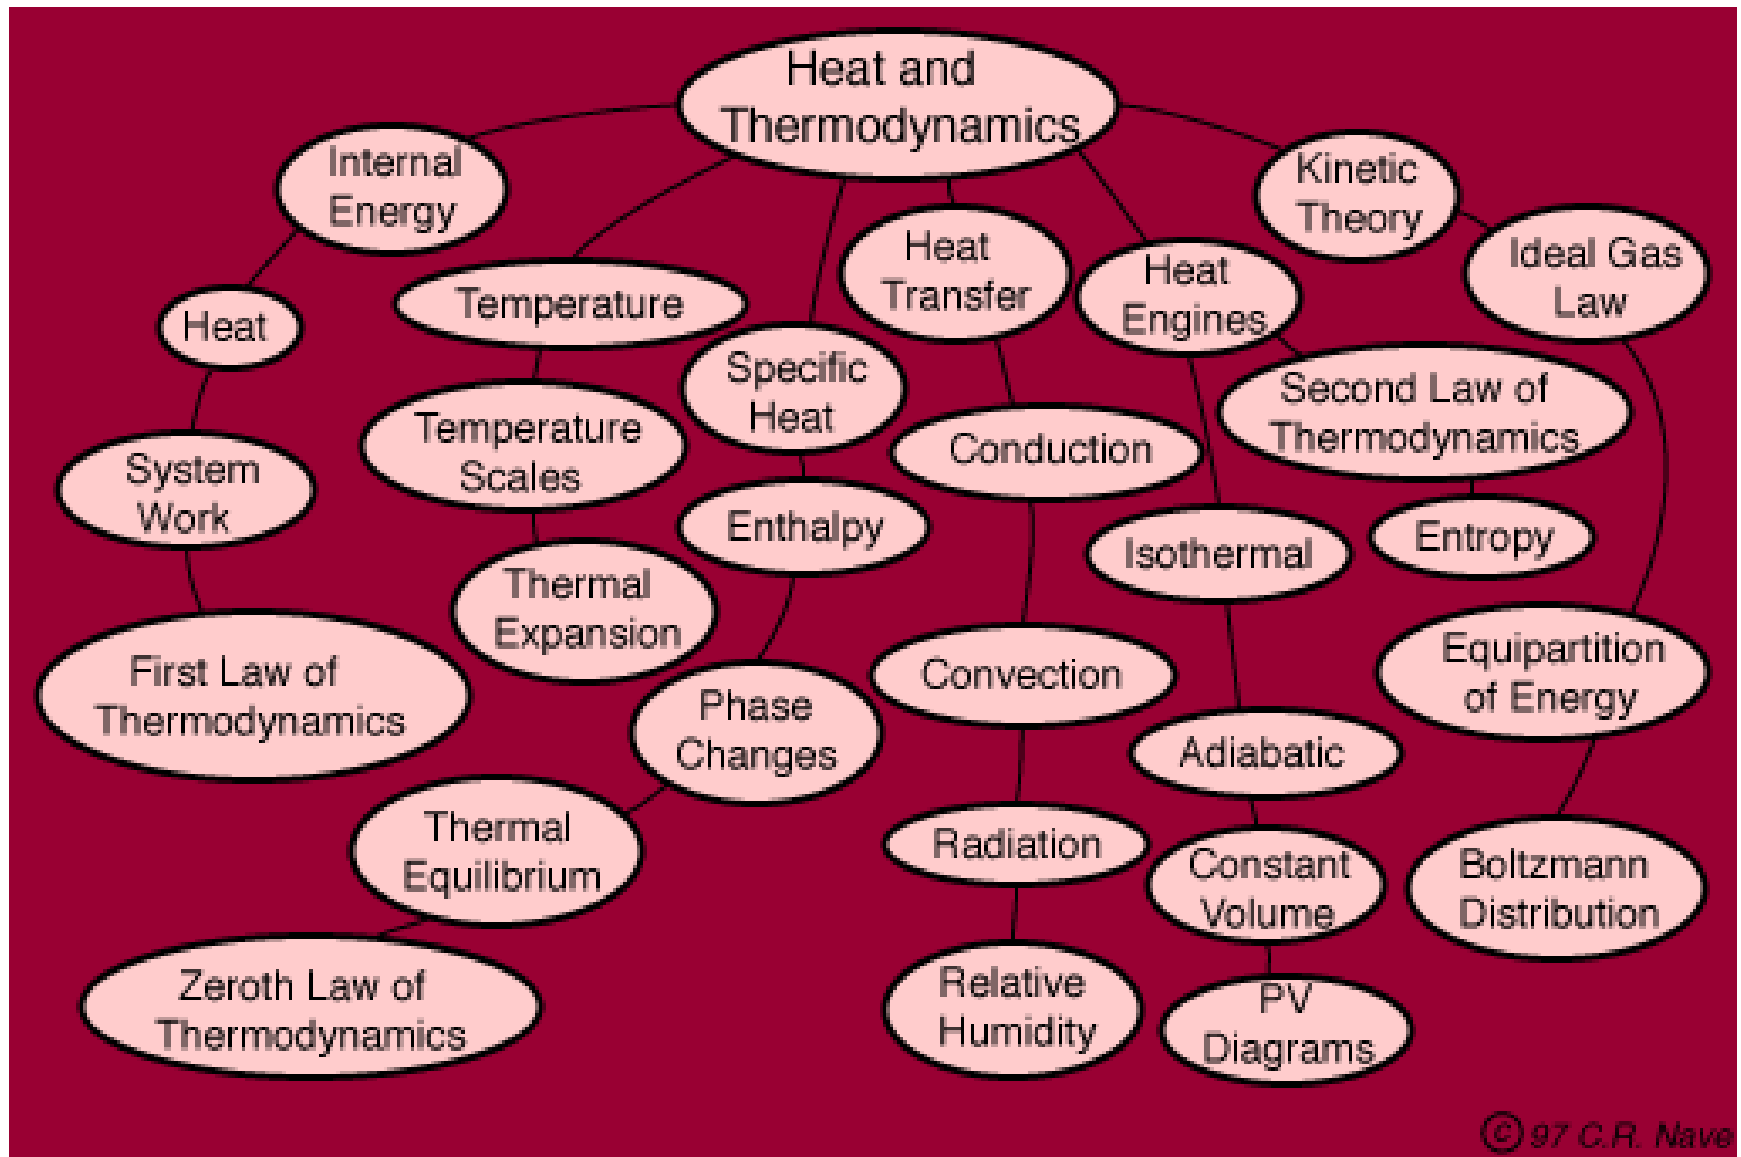 Heat and
Thermodynamics
Internal
Energy
Heat
System
Work
First Law of
Thermodynamics
Temperature
Temperature
Scales
Thermal
Expansion
Specific
Heat
Enthalpy
Phase
Changes
Thermal
Equilibrium
Zeroth Law of
Thermodynamics
Heat
Transfer
Conduction
Convection
Radiation
Relative
Humidity
Heat
Engines
Isothermal
Adiabatic
Constant
Volume
PV
Diagrams
Second Law of
Thermodynamics
Entropy
Kinetic
Theory
Ideal Gas
Law
Equipartition
of Energy
Boltzmann
Distribution
© 97 C.R. Nave